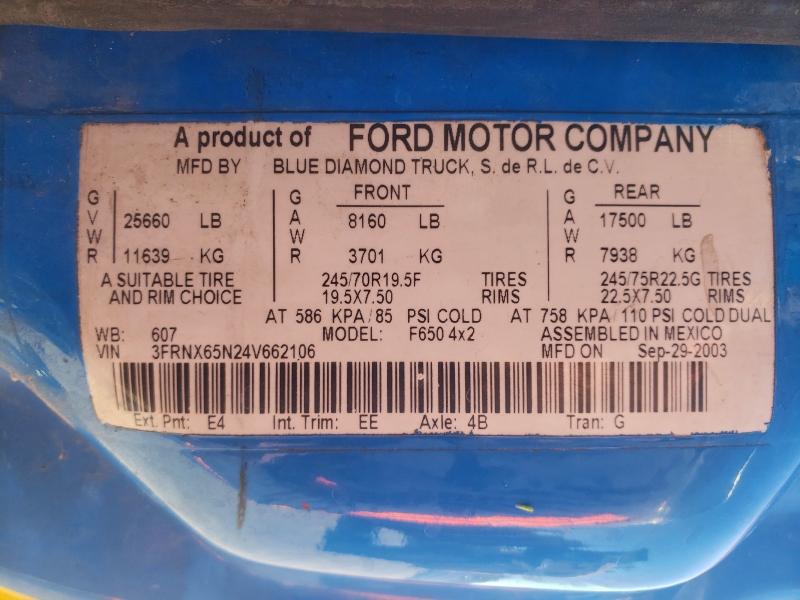 A product of FORD MOTOR COMPANY
MFD BY BLUE DIAMOND TRUCK, S. de R.L. de C.V.
GVWR 25660 LB 11639 KG
FRONT GAWR 8160 LB 3701 KG
REAR GAWR 17500 LB 7938 KG
A SUITABLE TIRE 245/70R19.5F TIRES 245/75R22.5G TIRES
AND RIM CHOICE 19.5X7.50 RIMS 22.5X7.50 RIMS
AT 586 KPA/85 PSI COLD AT 758 KPA/110 PSI COLD DUAL
WB: 607 MODEL: F650 4x2 ASSEMBLED IN MEXICO
VIN 3FRNX65N24V662106 MFD ON Sep-29-2003
Ext. Pnt: E4 Int. Trim: EE Axle: 4B Tran: G